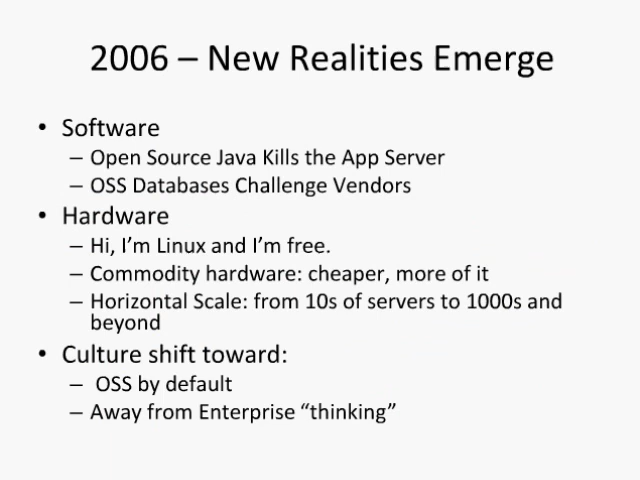 2006 – New Realities Emerge
• Software
– Open Source Java Kills the App Server
– OSS Databases Challenge Vendors
• Hardware
– Hi, I’m Linux and I’m free.
– Commodity hardware: cheaper, more of it
– Horizontal Scale: from 10s of servers to 1000s and
beyond
• Culture shift toward:
– OSS by default
– Away from Enterprise “thinking”